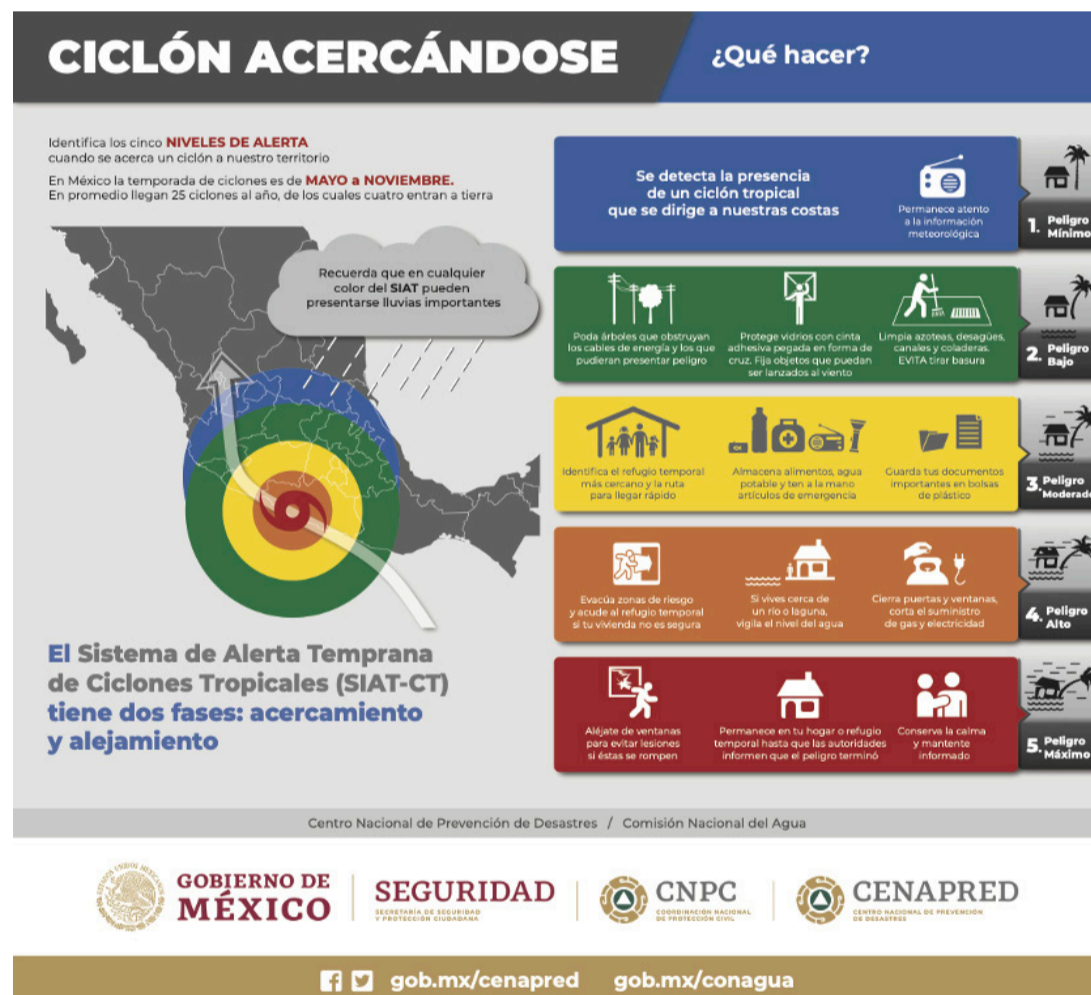 CICLÓN ACERCÁNDOSE
¿Qué hacer?
Identifica los cinco NIVELES DE ALERTA
cuando se acerca un ciclón a nuestro territorio
En México la temporada de ciclones es de MAYO a NOVIEMBRE.
En promedio llegan 25 ciclones al año, de los cuales cuatro entran a tierra
Recuerda que en cualquier
color del SIAT pueden
presentarse lluvias importantes
El Sistema de Alerta Temprana
de Ciclones Tropicales (SIAT-CT)
tiene dos fases: acercamiento
y alejamiento
Se detecta la presencia
de un ciclón tropical
que se dirige a nuestras costas
Permanece atento
a la información
meteorológica
1. Peligro
Mínimo
Poda árboles que obstruyan
los cables de energía y los que
pudieran presentar peligro
Protege vidrios con cinta
adhesiva pegada en forma de
cruz. Fija objetos que puedan
ser lanzados al viento
Limpia azoteas, desagües,
canales y coladeras.
EVITA tirar basura
2. Peligro
Bajo
Identifica el refugio temporal
más cercano y la ruta
para llegar rápido
Almacena alimentos, agua
potable y ten a la mano
artículos de emergencia
Guarda tus documentos
importantes en bolsas
de plástico
3. Peligro
Moderado
Evacúa zonas de riesgo
y acude al refugio temporal
si tu vivienda no es segura
Si vives cerca de
un río o laguna,
vigila el nivel del agua
Cierra puertas y ventanas,
corta el suministro
de gas y electricidad
4. Peligro
Alto
Aléjate de ventanas
para evitar lesiones
si éstas se rompen
Permanece en tu hogar o refugio
temporal hasta que las autoridades
informen que el peligro terminó
Conserva la calma
y mantente
informado
5. Peligro
Máximo
Centro Nacional de Prevención de Desastres / Comisión Nacional del Agua
GOBIERNO DE
MÉXICO
SEGURIDAD
SECRETARÍA DE SEGURIDAD
Y PROTECCIÓN CIUDADANA
CNPC
COORDINACIÓN NACIONAL
DE PROTECCIÓN CIVIL
CENAPRED
CENTRO NACIONAL DE PREVENCIÓN
DE DESASTRES
gob.mx/cenapred gob.mx/conagua